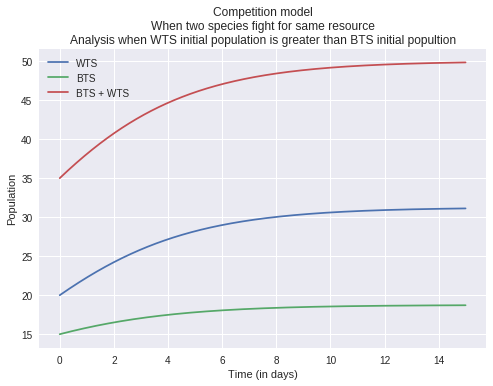 Competition model
When two species fight for same resource
Analysis when WTS initial population is greater than BTS initial popultion
WTS
BTS
BTS + WTS
50
45
40
35
30
25
20
15
Population
0 2 4 6 8 10 12 14
Time (in days)